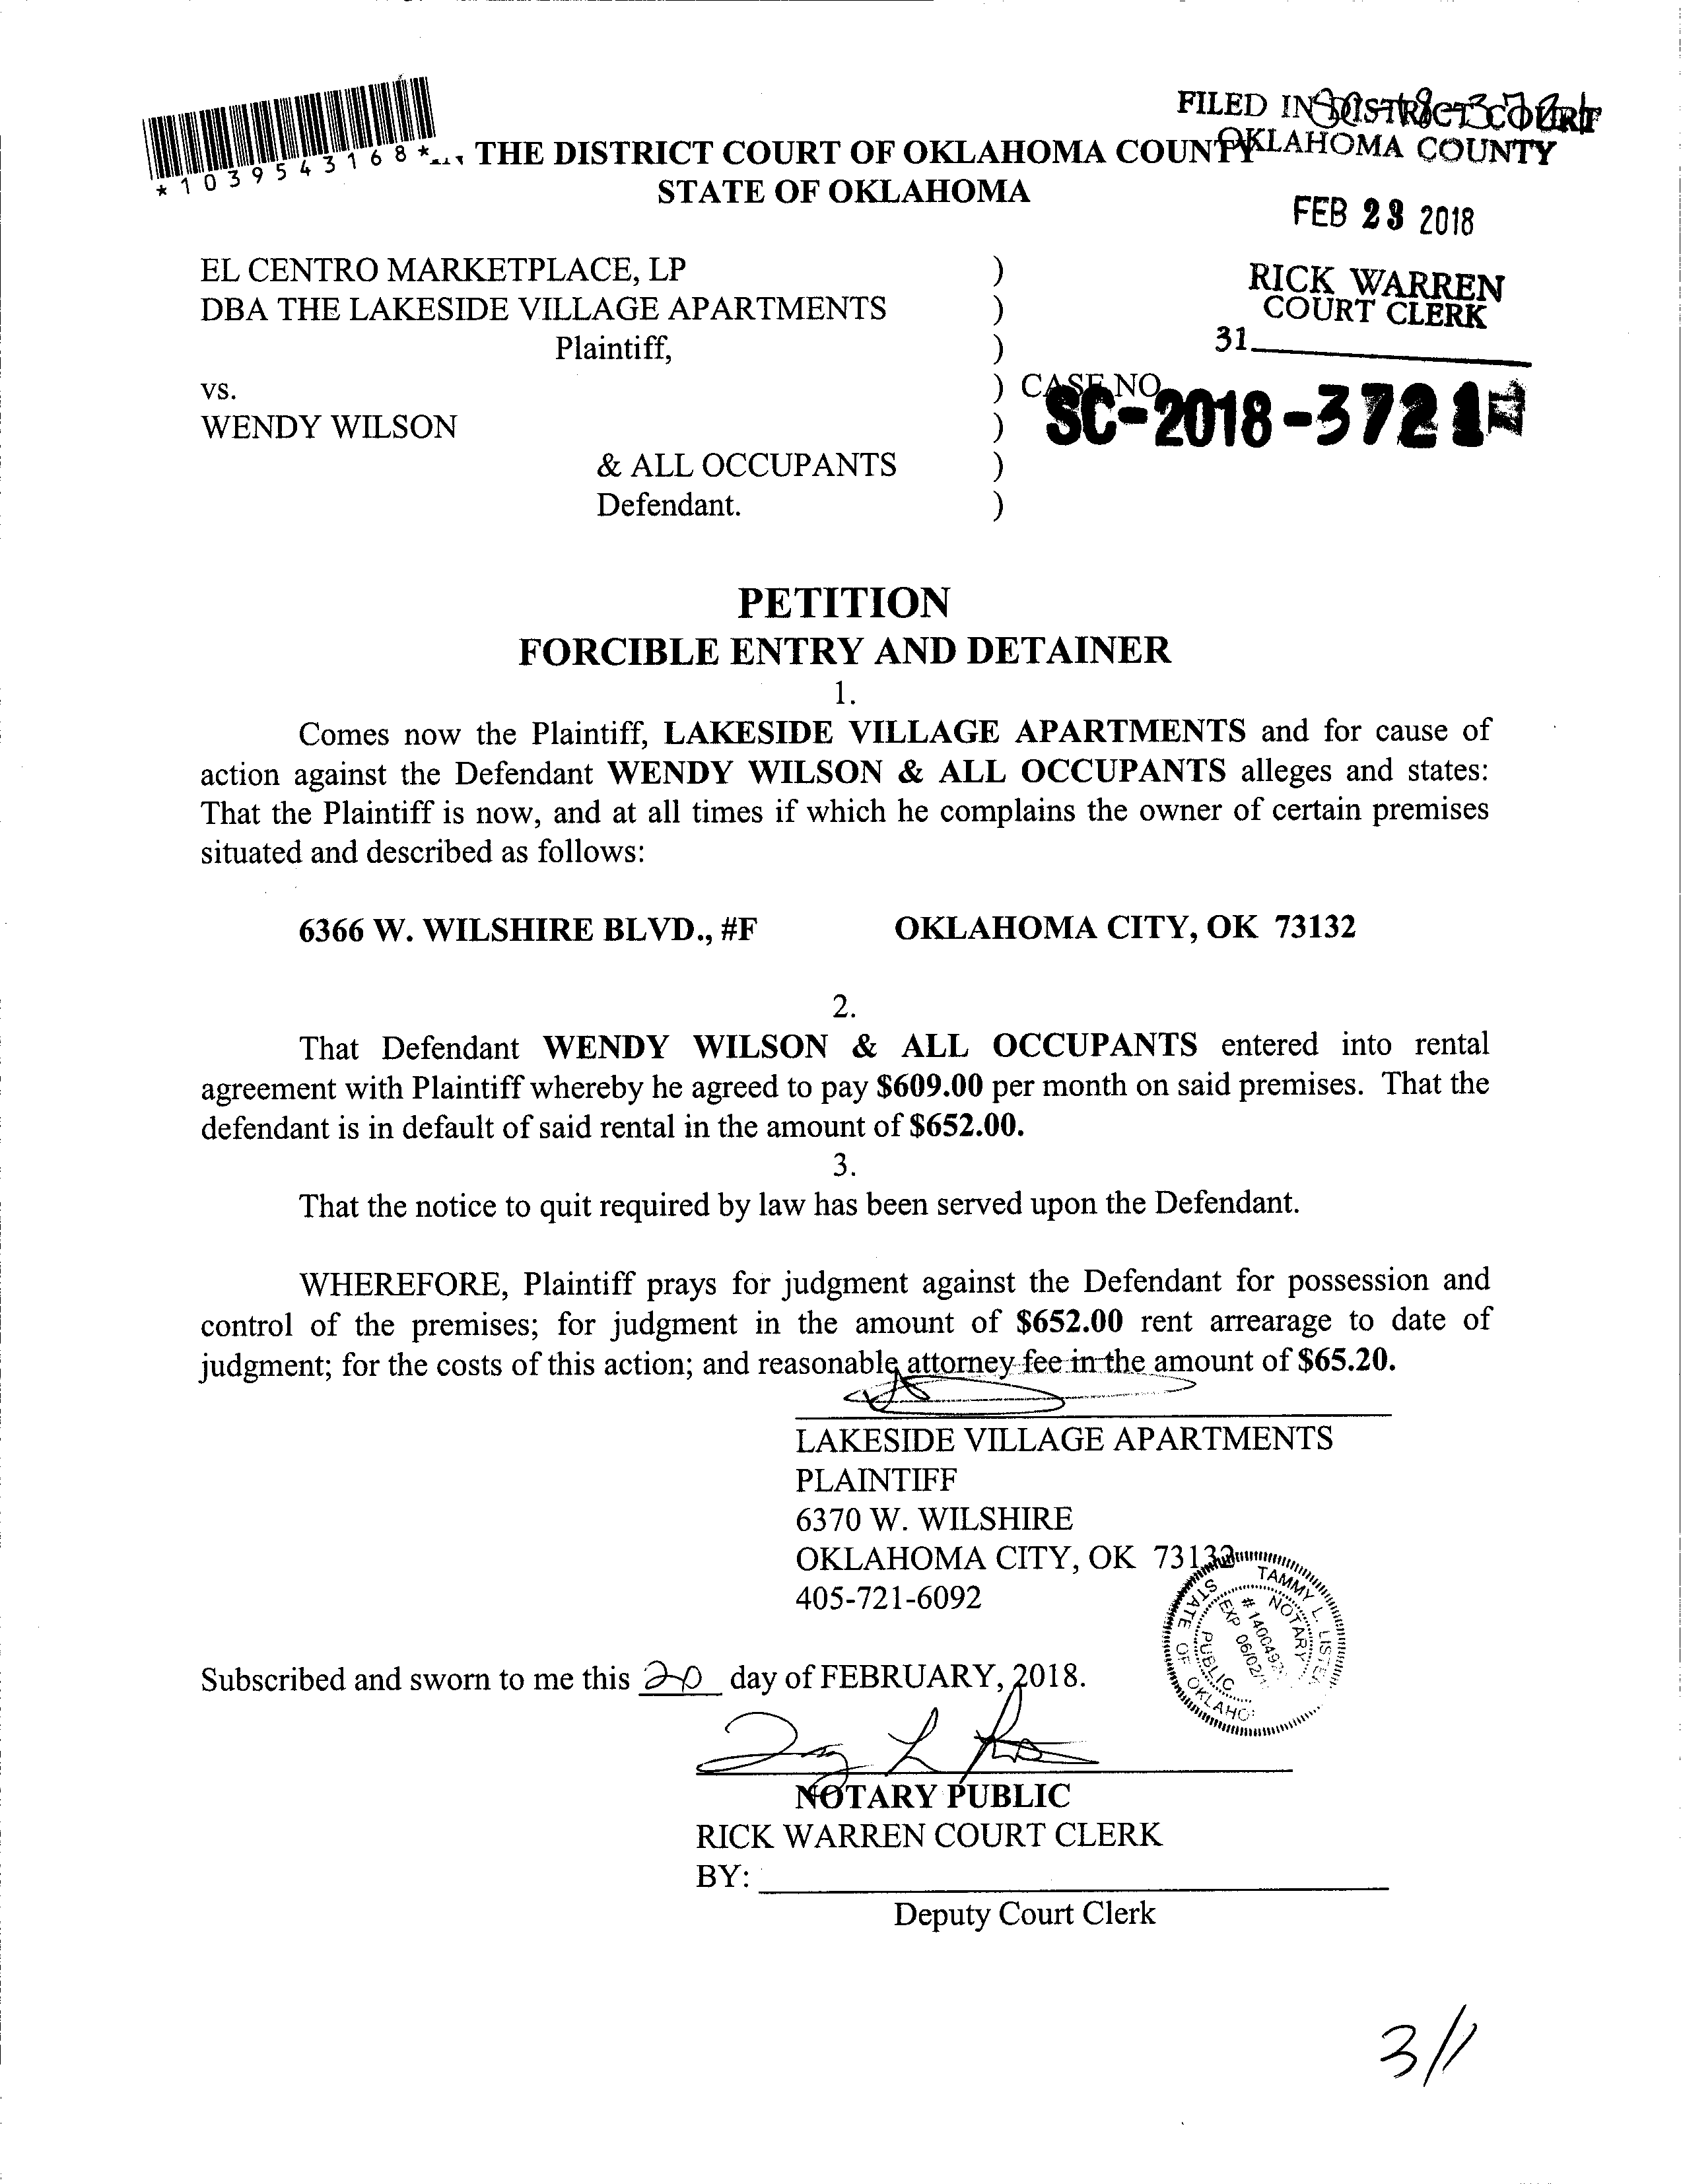 *1039543168*
FILED IN DISTRICT COURT
OKLAHOMA COUNTY
THE DISTRICT COURT OF OKLAHOMA COUNTY
STATE OF OKLAHOMA
FEB 23 2018
RICK WARREN
COURT CLERK
31
EL CENTRO MARKETPLACE, LP )
DBA THE LAKESIDE VILLAGE APARTMENTS )
Plaintiff, )
vs. ) CASE NO.
SC-2018-3721
WENDY WILSON )
& ALL OCCUPANTS )
Defendant. )
PETITION
FORCIBLE ENTRY AND DETAINER
1.
Comes now the Plaintiff, LAKESIDE VILLAGE APARTMENTS and for cause of
action against the Defendant WENDY WILSON & ALL OCCUPANTS alleges and states:
That the Plaintiff is now, and at all times if which he complains the owner of certain premises
situated and described as follows:
6366 W. WILSHIRE BLVD., #F OKLAHOMA CITY, OK 73132
2.
That Defendant WENDY WILSON & ALL OCCUPANTS entered into rental
agreement with Plaintiff whereby he agreed to pay $609.00 per month on said premises. That the
defendant is in default of said rental in the amount of $652.00.
3.
That the notice to quit required by law has been served upon the Defendant.
WHEREFORE, Plaintiff prays for judgment against the Defendant for possession and
control of the premises; for judgment in the amount of $652.00 rent arrearage to date of
judgment; for the costs of this action; and reasonable attorney fee in the amount of $65.20.
LAKESIDE VILLAGE APARTMENTS
PLAINTIFF
6370 W. WILSHIRE
OKLAHOMA CITY, OK 73132
405-721-6092
TAMMY L.
NOTARY
PUBLIC
STATE OF
Subscribed and sworn to me this 20 day of FEBRUARY, 2018.
NOTARY PUBLIC
RICK WARREN COURT CLERK
BY:
Deputy Court Clerk
3/1